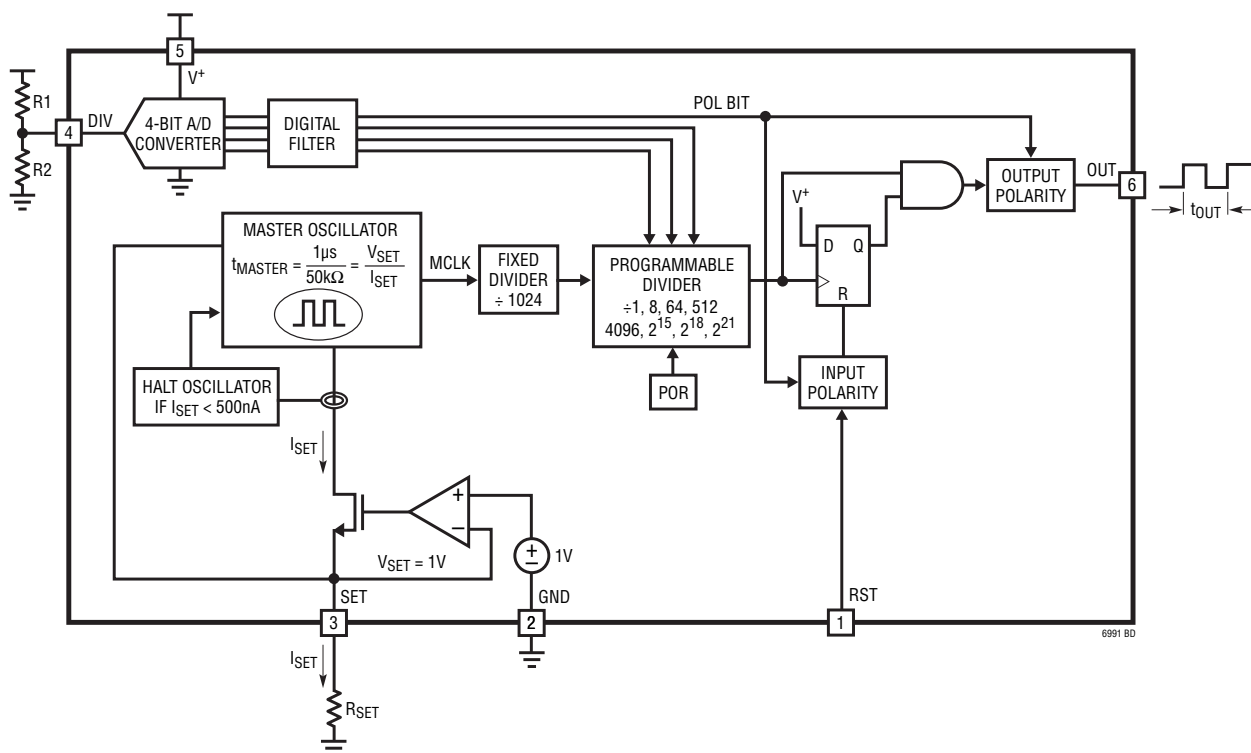 5
V+
R1
R2
4
DIV
4-BIT A/D
CONVERTER
DIGITAL
FILTER
POL BIT
OUTPUT
POLARITY
OUT
6
tOUT
MASTER OSCILLATOR
tMASTER = 1µs/50kΩ = VSET/ISET
MCLK
FIXED
DIVIDER
÷ 1024
PROGRAMMABLE
DIVIDER
÷1, 8, 64, 512
4096, 2^15, 2^18, 2^21
V+
D Q
R
HALT OSCILLATOR
IF ISET < 500nA
POR
INPUT
POLARITY
ISET
+
–
VSET = 1V
+
–
1V
SET
GND
RST
3
2
1
6991 BD
ISET
RSET